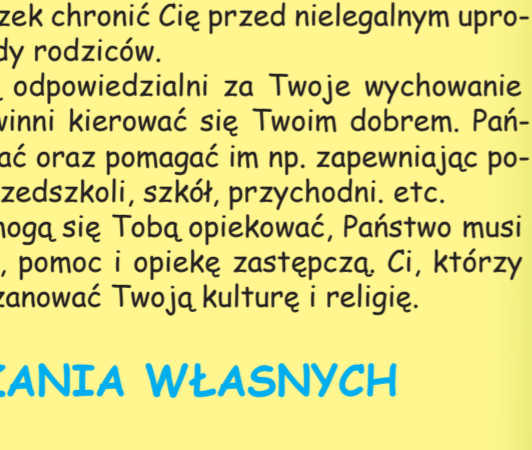 zek chronić Cię przed nielegalnym upro-
dy rodziców.
odpowiedzialni za Twoje wychowanie
winni kierować się Twoim dobrem. Pań-
ać oraz pomagać im np. zapewniając po-
zedszkoli, szkół, przychodni. etc.
mogą się Tobą opiekować, Państwo musi
, pomoc i opiekę zastępczą. Ci, którzy
zanować Twoją kulturę i religię.
ZANIA WŁASNYCH